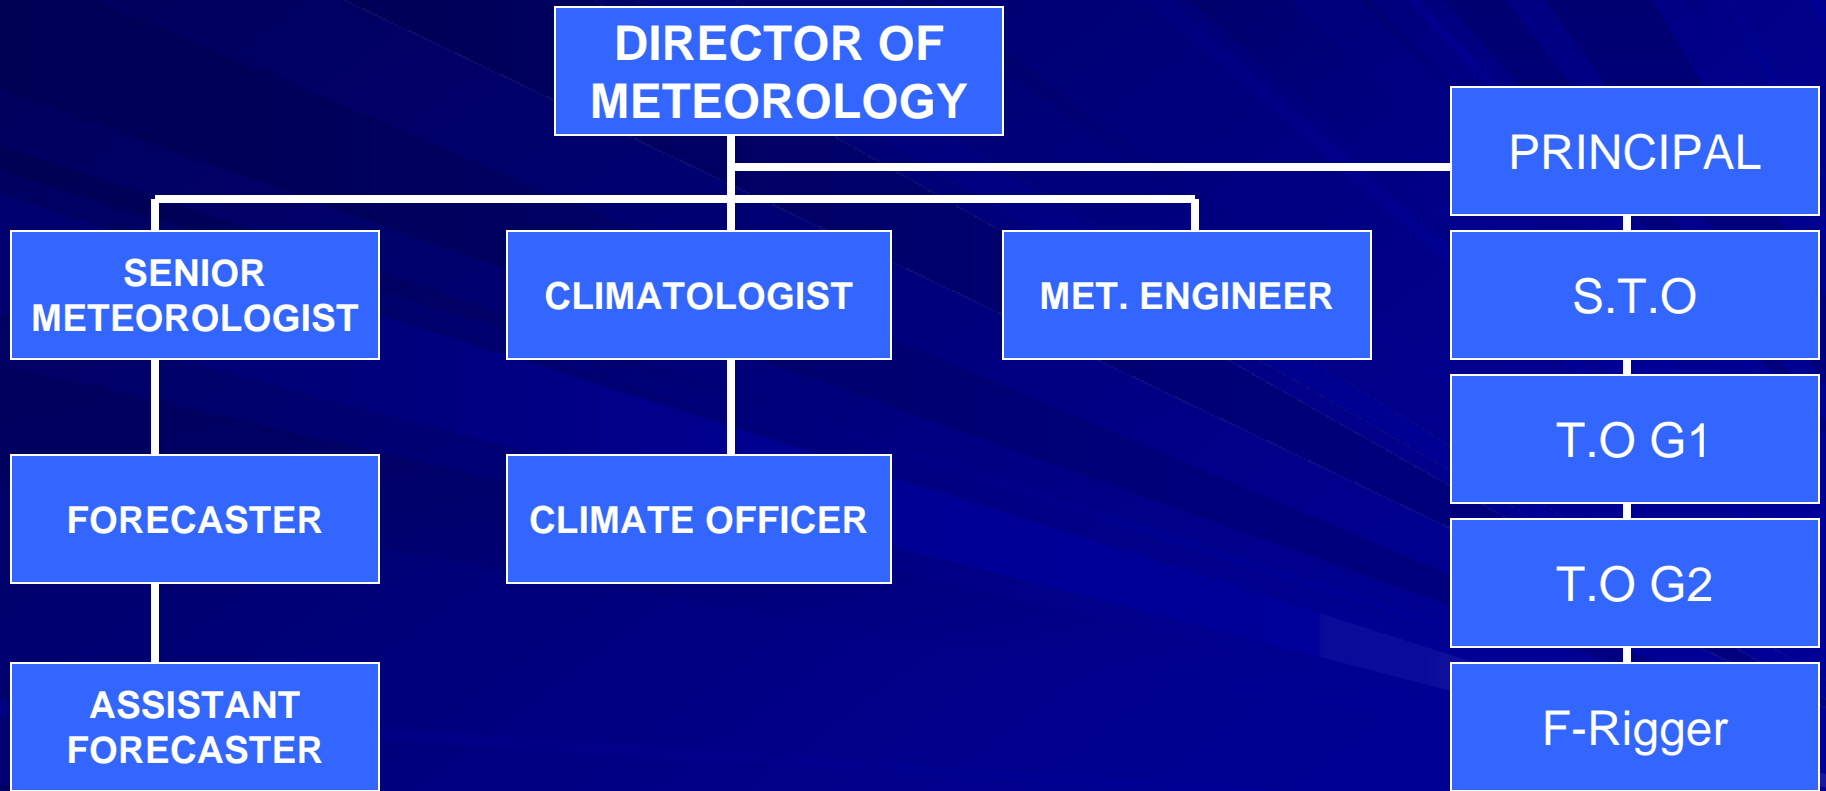 DIRECTOR OF
METEOROLOGY
PRINCIPAL
SENIOR
METEOROLOGIST
CLIMATOLOGIST
MET. ENGINEER
S.T.O
T.O G1
FORECASTER
CLIMATE OFFICER
T.O G2
ASSISTANT
FORECASTER
F-Rigger